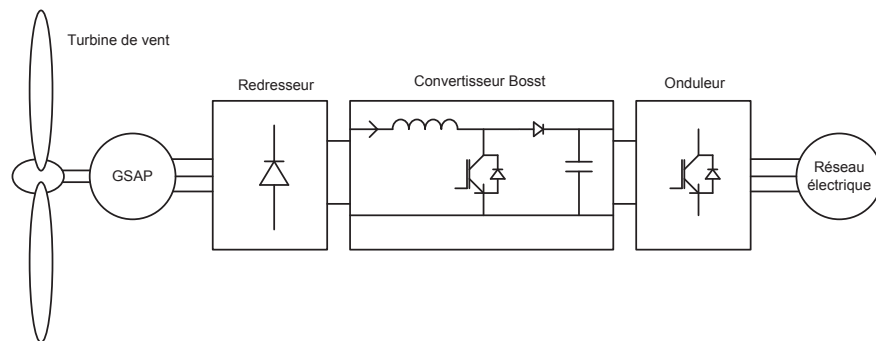 Turbine de vent
Redresseur
Convertisseur Bosst
Onduleur
GSAP
Réseau
électrique